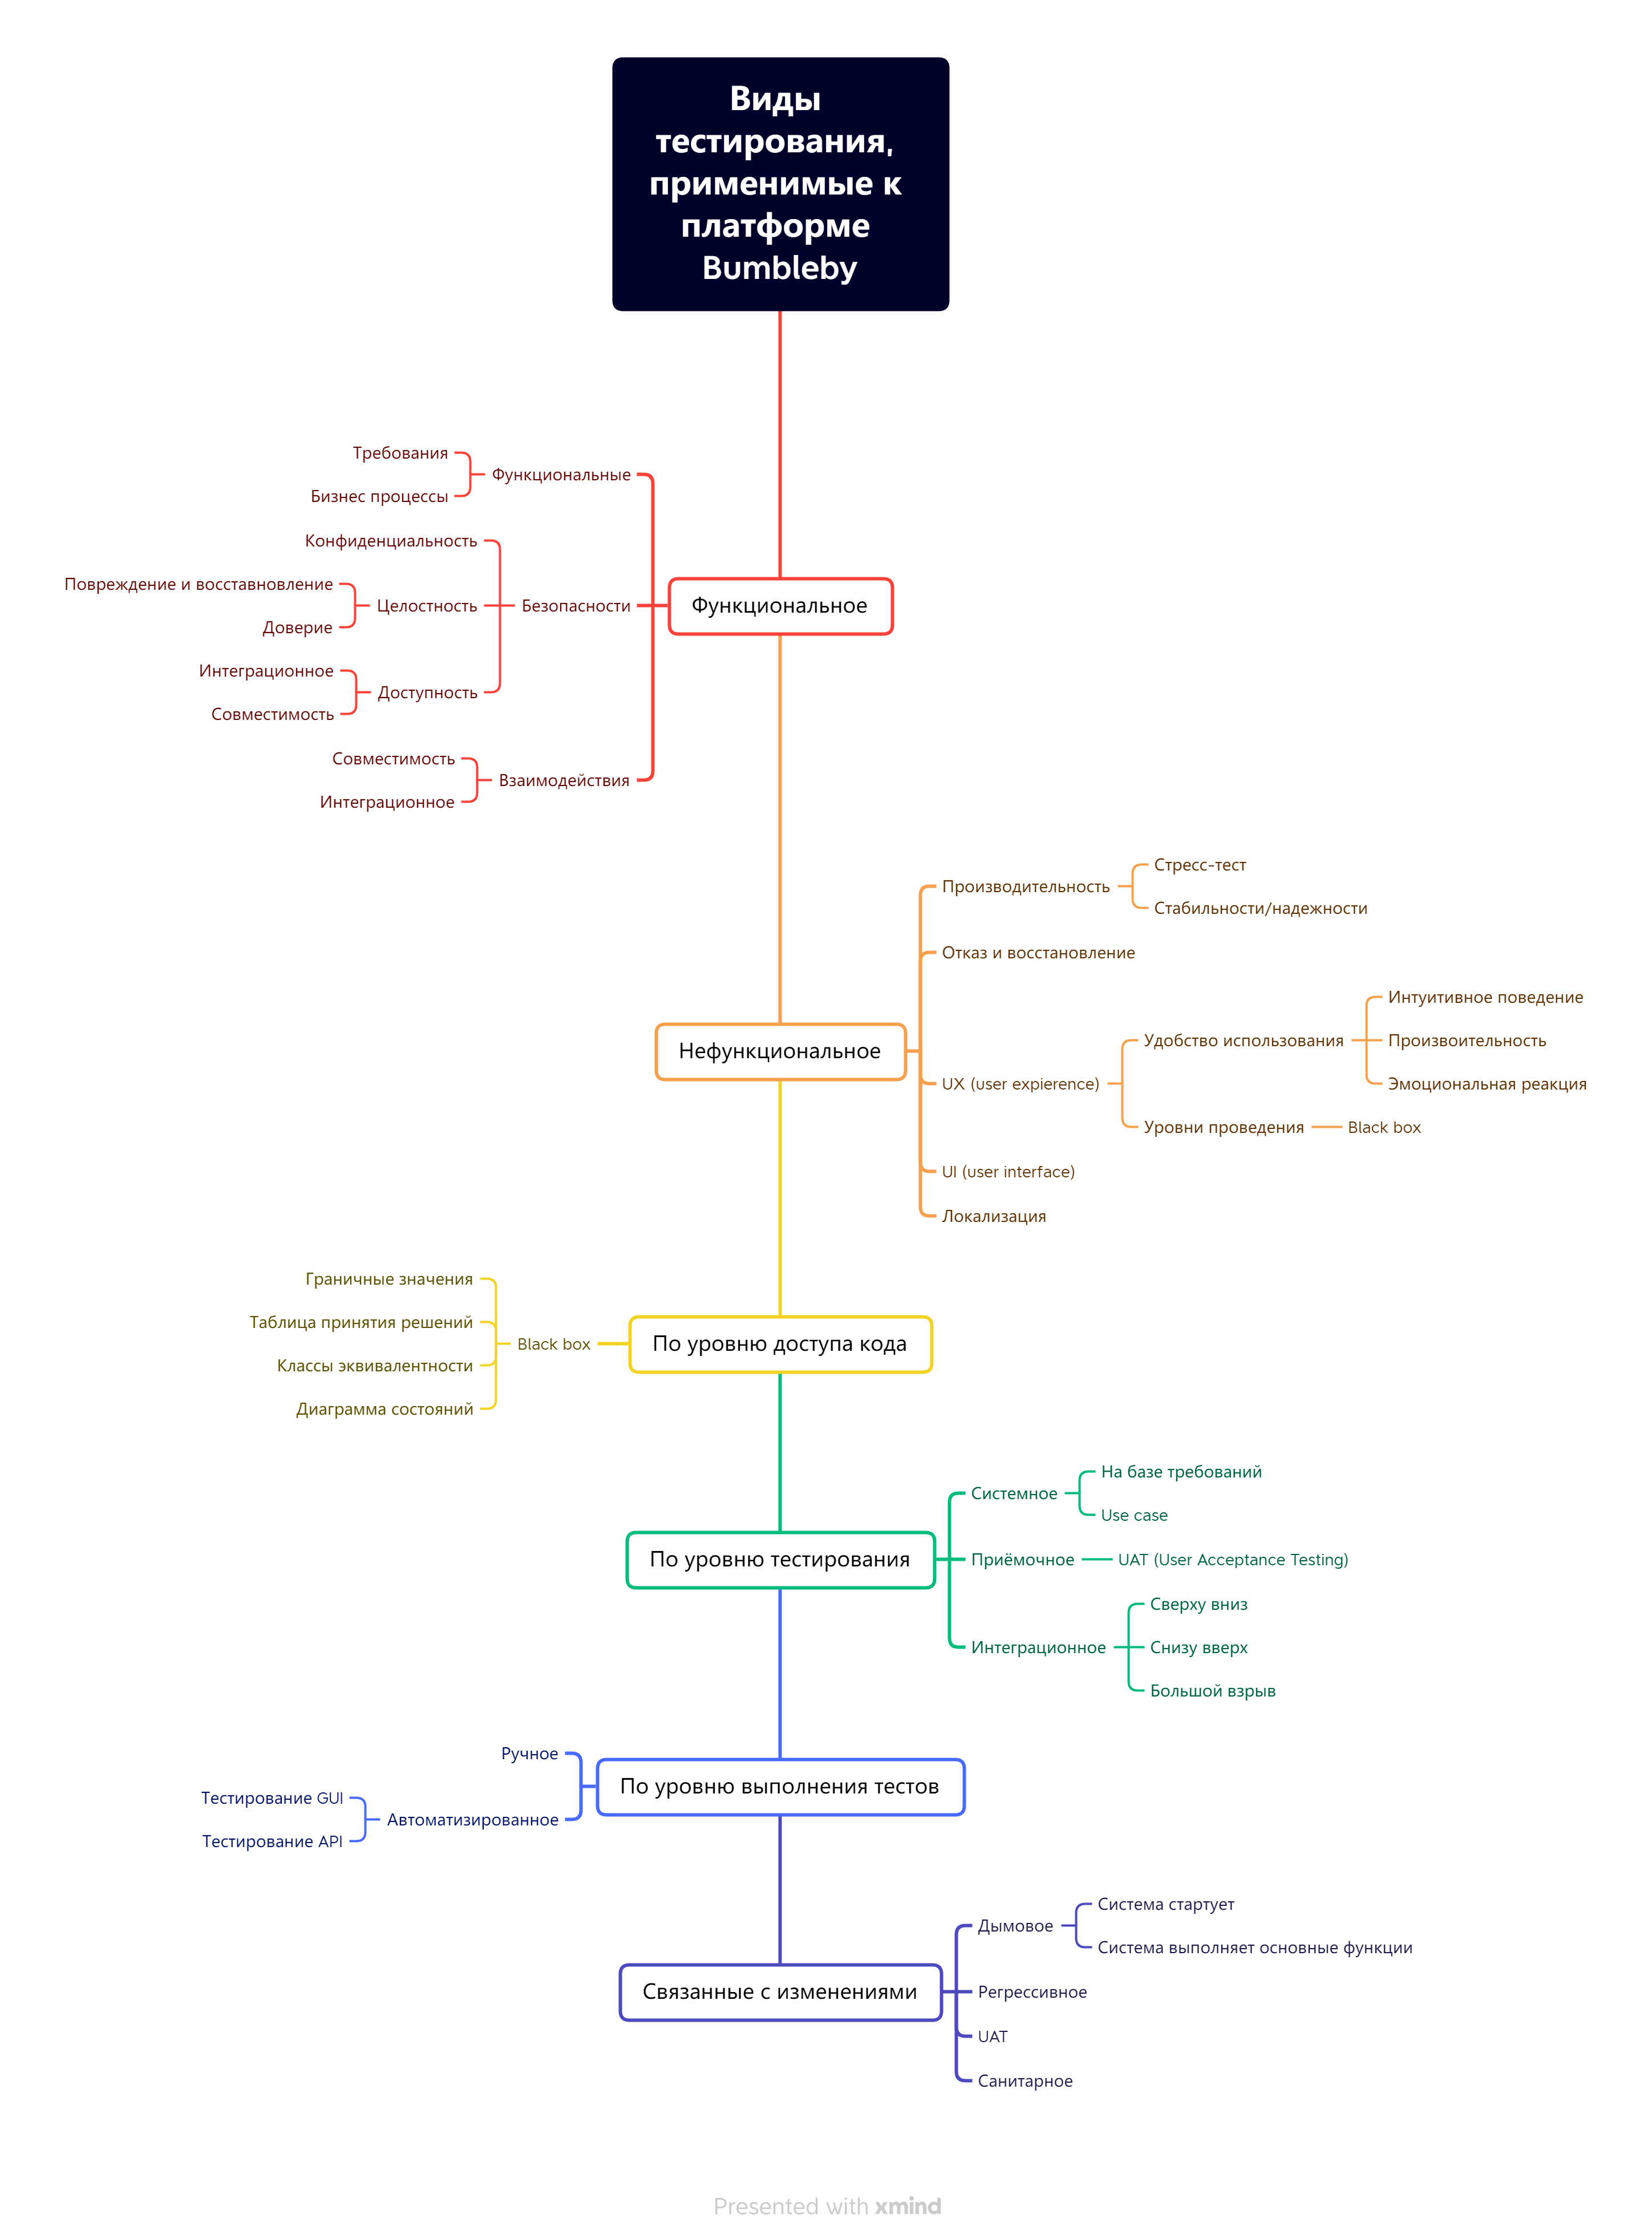 Виды
тестирования,
применимые к
платформе
Bumbleby
Требования
Функциональные
Бизнес процессы
Конфиденциальность
Повреждение и восставновление
Целостность
Безопасности
Функциональное
Доверие
Интеграционное
Доступность
Совместимость
Совместимость
Взаимодействия
Интеграционное
Стресс-тест
Производительность
Стабильности/надежности
Отказ и восстановление
Интуитивное поведение
Удобство использования
Произвоительность
Нефункциональное
UX (user expierence)
Эмоциональная реакция
Уровни проведения
Black box
UI (user interface)
Локализация
Граничные значения
Таблица принятия решений
Black box
По уровню доступа кода
Классы эквивалентности
Диаграмма состояний
На базе требований
Системное
Use case
По уровню тестирования
Приёмочное
UAT (User Acceptance Testing)
Сверху вниз
Интеграционное
Снизу вверх
Большой взрыв
Ручное
По уровню выполнения тестов
Тестирование GUI
Автоматизированное
Тестирование API
Система стартует
Дымовое
Система выполняет основные функции
Связанные с изменениями
Регрессивное
UAT
Санитарное
Presented with xmind